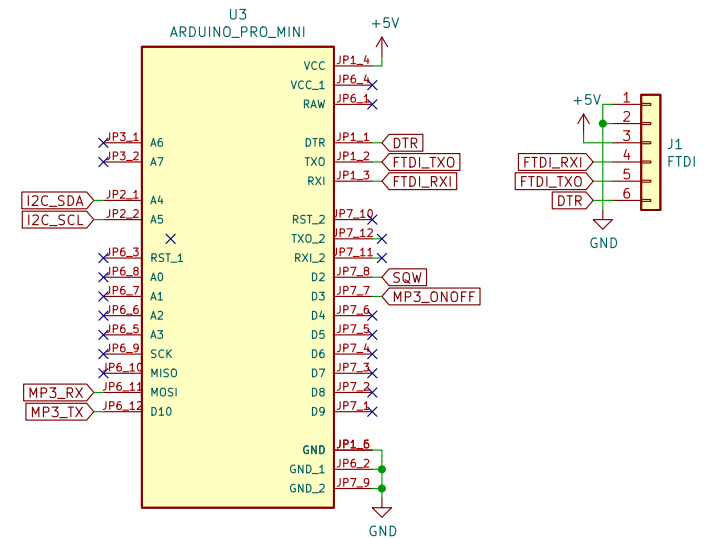 U3
ARDUINO_PRO_MINI
+5V
VCC JP1_4
VCC_1 JP6_4
RAW JP6_1
+5V
1
2
3
4
5
6
J1
FTDI
FTDI_RXI
FTDI_TXO
DTR
GND
JP3_1 A6
JP3_2 A7
DTR JP1_1 DTR
TXO JP1_2 FTDI_TXO
RXI JP1_3 FTDI_RXI
I2C_SDA JP2_1 A4
I2C_SCL JP2_2 A5
RST_2 JP7_10
TXO_2 JP7_12
JP6_3 RST_1 RXI_2 JP7_11
JP6_8 A0 D2 JP7_8 SQW
JP6_7 A1 D3 JP7_7 MP3_ONOFF
JP6_6 A2 D4 JP7_6
JP6_5 A3 D5 JP7_5
JP6_9 SCK D6 JP7_4
JP6_10 MISO D7 JP7_3
MP3_RX JP6_11 MOSI D8 JP7_2
MP3_TX JP6_12 D10 D9 JP7_1
GND
GND_1 JP6_2
GND_2 JP7_9
GND